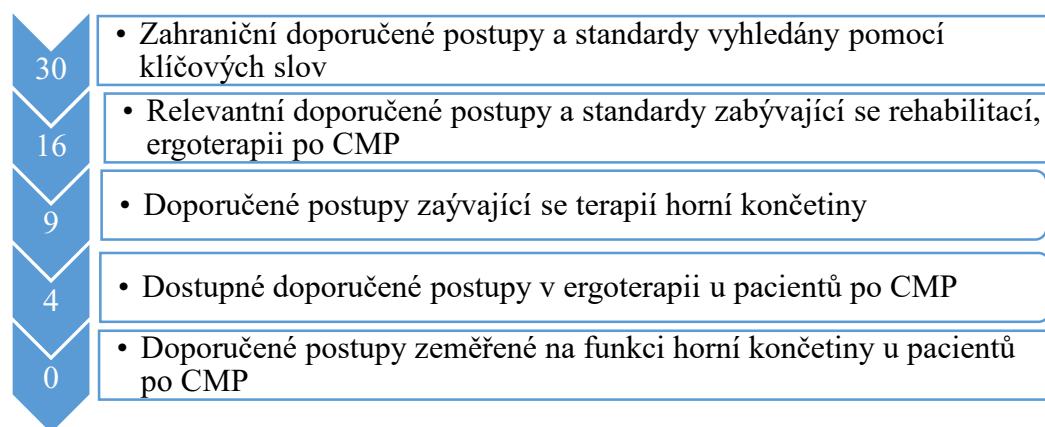 30
• Zahraniční doporučené postupy a standardy vyhledány pomocí
klíčových slov
16
• Relevantní doporučené postupy a standardy zabývající se rehabilitací,
ergoterapii po CMP
9
• Doporučené postupy zaývající se terapií horní končetiny
4
• Dostupné doporučené postupy v ergoterapii u pacientů po CMP
0
• Doporučené postupy zeměřené na funkci horní končetiny u pacientů
po CMP